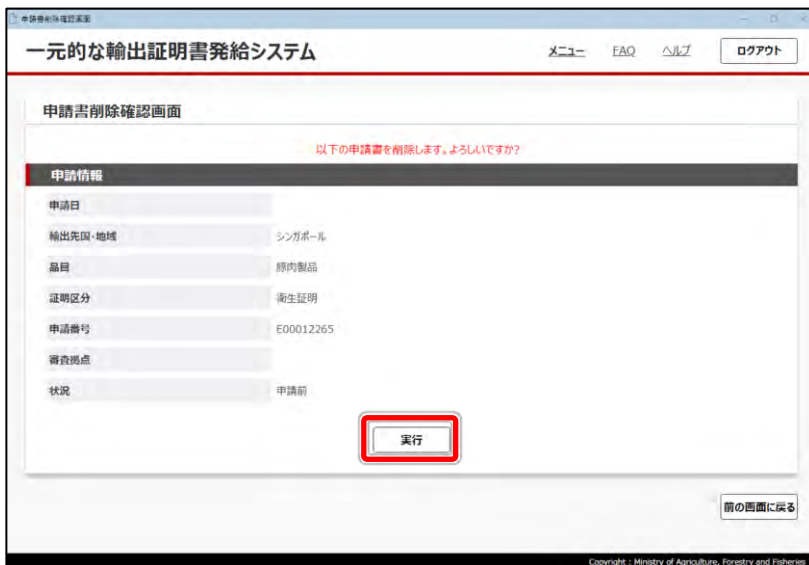 申請書削除確認画面
一元的な輸出証明書発給システム
メニュー FAQ ヘルプ ログアウト
申請書削除確認画面
以下の申請書を削除します。よろしいですか?
申請情報
申請日
輸出先国・地域 シンガポール
品目 豚肉製品
証明区分 衛生証明
申請番号 E00012265
審査拠点
状況 申請前
実行
前の画面に戻る
Copyright : Ministry of Agriculture, Forestry and Fisheries